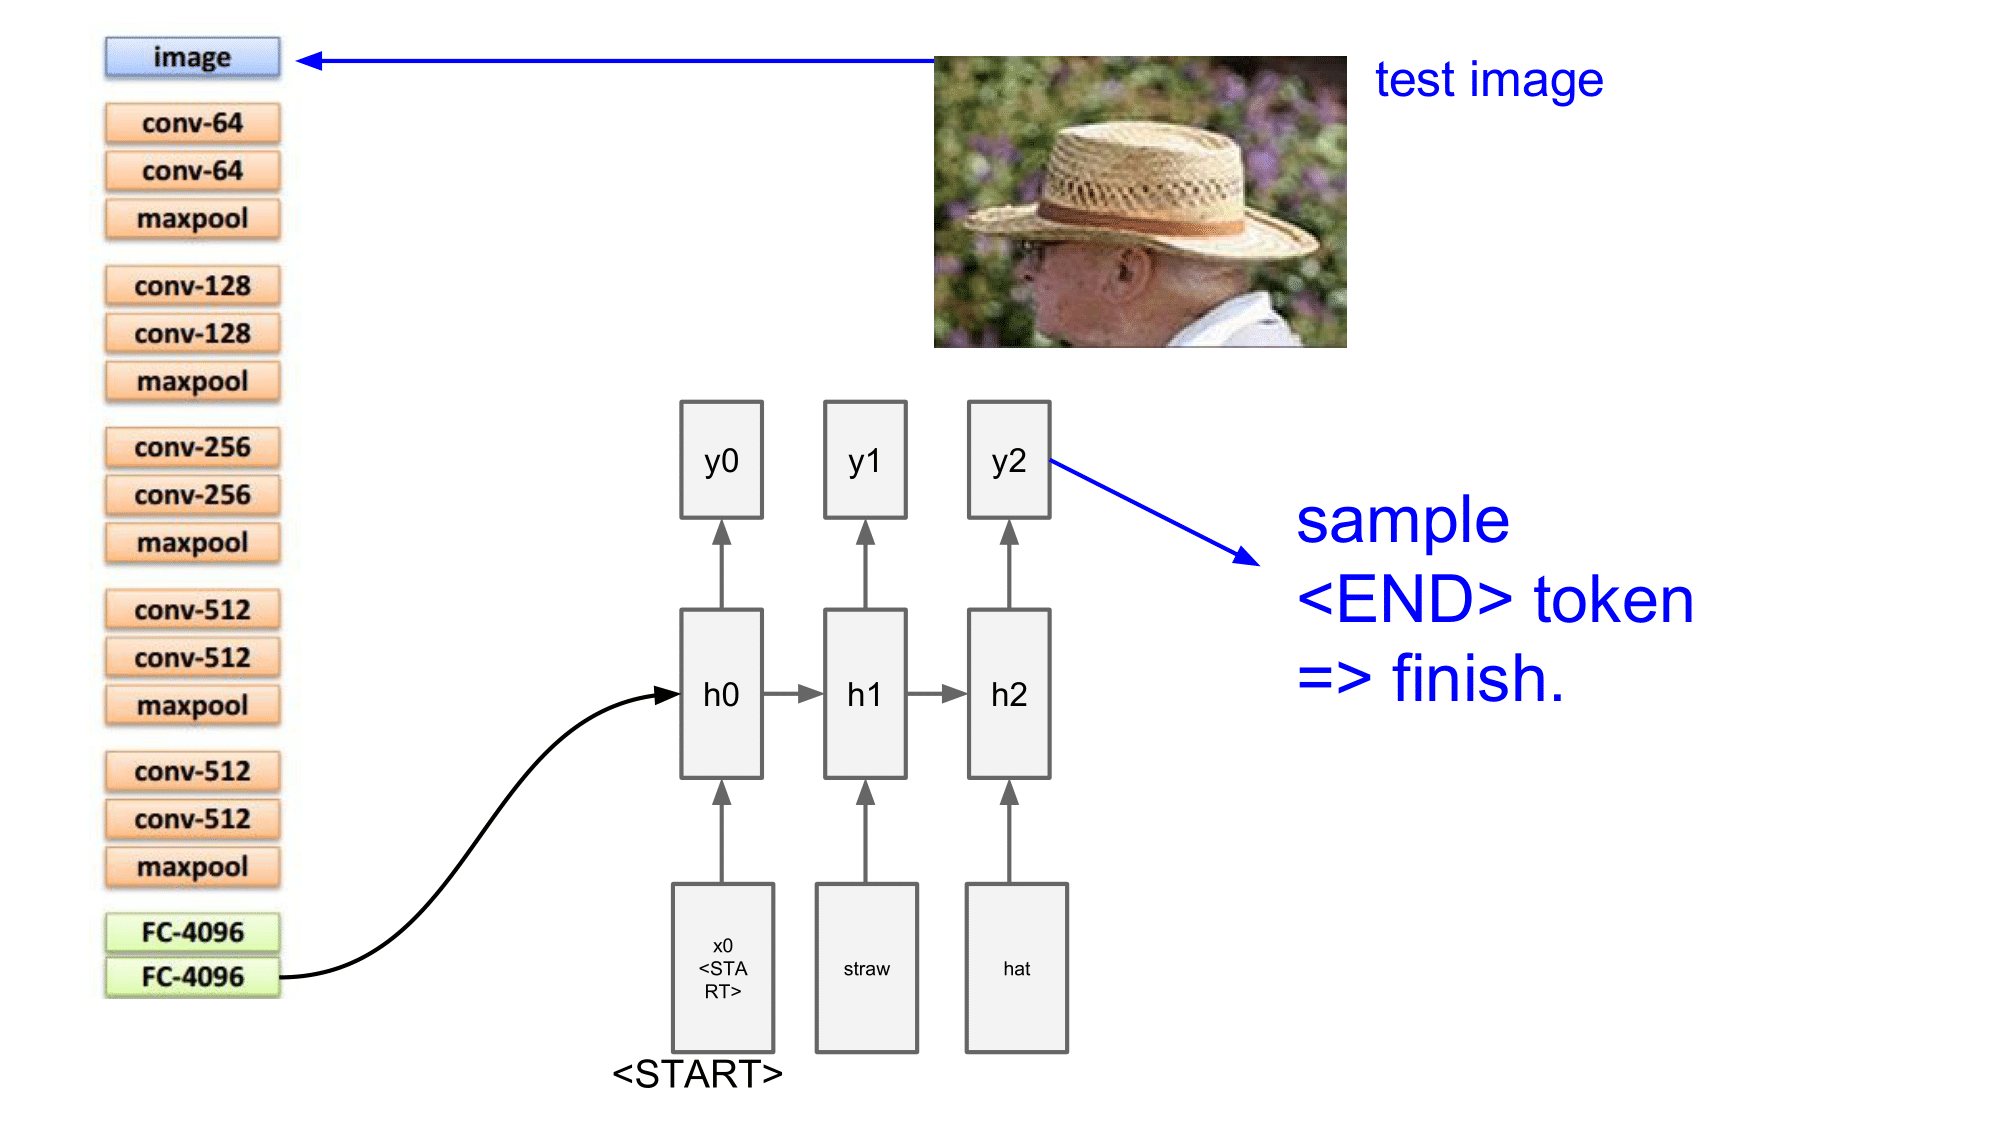 image
conv-64
conv-64
maxpool
conv-128
conv-128
maxpool
conv-256
conv-256
maxpool
conv-512
conv-512
maxpool
conv-512
conv-512
maxpool
FC-4096
FC-4096
test image
y0
y1
y2
sample
<END> token
=> finish.
h0
h1
h2
x0
<STA
RT>
straw
hat
<START>